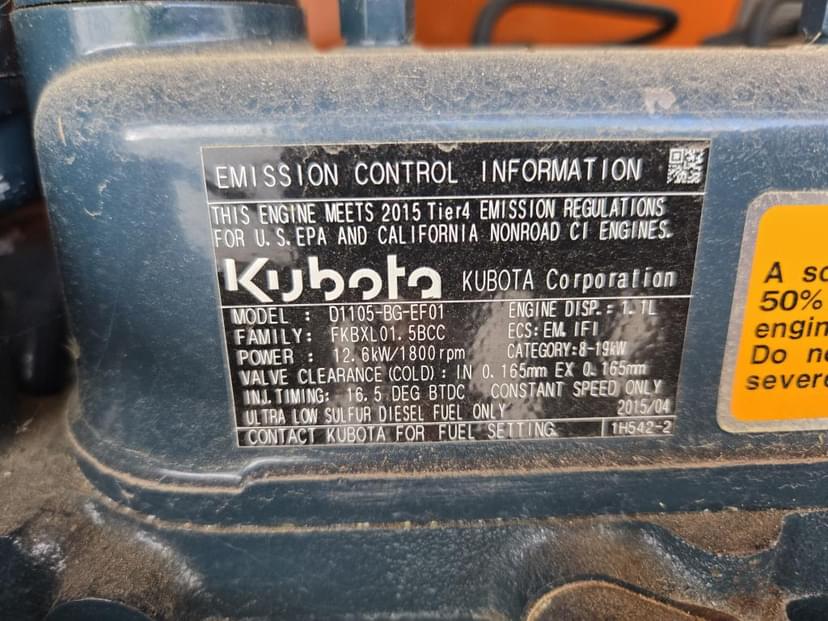 EMISSION CONTROL INFORMATION
THIS ENGINE MEETS 2015 Tier4 EMISSION REGULATIONS
FOR U.S.EPA AND CALIFORNIA NONROAD CI ENGINES.
Kubota KUBOTA Corporation
MODEL : D1105-BG-EF01 ENGINE DISP.= 1.1L
FAMILY: FKBXL01.5BCC ECS: EM, IFI
POWER : 12.6kW/1800rpm CATEGORY:8-19kW
VALVE CLEARANCE(COLD): IN 0.165mm EX 0.165mm
INJ.TIMING: 16.5 DEG BTDC CONSTANT SPEED ONLY
ULTRA LOW SULFUR DIESEL FUEL ONLY 2015/04
CONTACT KUBOTA FOR FUEL SETTING. 1H542-2
A so
50%
engin
Do no
severe